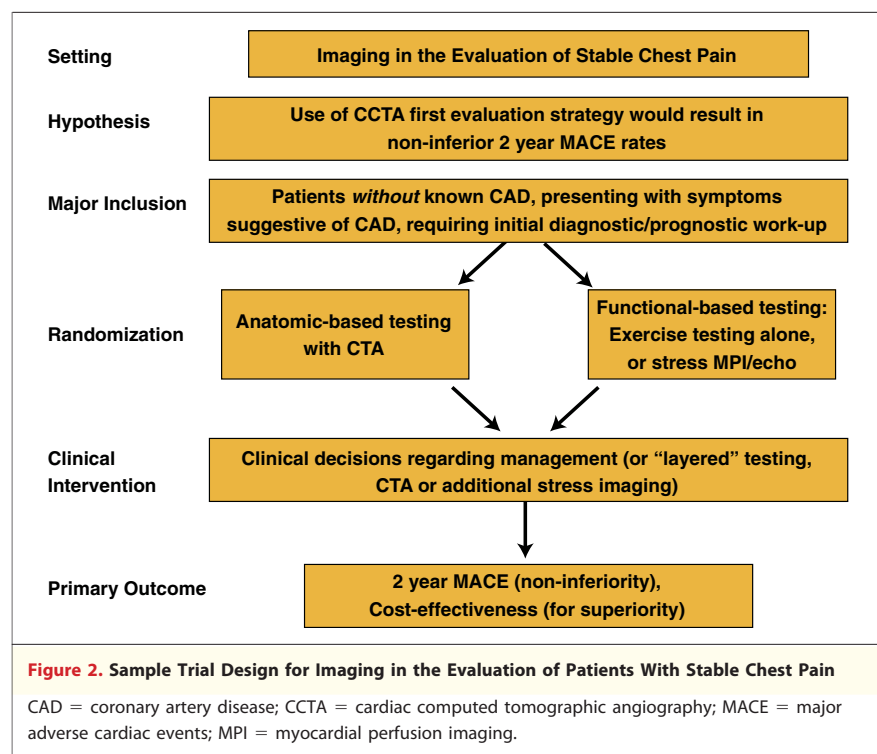 Setting
Imaging in the Evaluation of Stable Chest Pain
Hypothesis
Use of CCTA first evaluation strategy would result in
non-inferior 2 year MACE rates
Major Inclusion
Patients without known CAD, presenting with symptoms
suggestive of CAD, requiring initial diagnostic/prognostic work-up
Randomization
Anatomic-based testing
with CTA
Functional-based testing:
Exercise testing alone,
or stress MPI/echo
Clinical
Intervention
Clinical decisions regarding management (or “layered” testing,
CTA or additional stress imaging)
Primary Outcome
2 year MACE (non-inferiority),
Cost-effectiveness (for superiority)
Figure 2. Sample Trial Design for Imaging in the Evaluation of Patients With Stable Chest Pain
CAD = coronary artery disease; CCTA = cardiac computed tomographic angiography; MACE = major
adverse cardiac events; MPI = myocardial perfusion imaging.